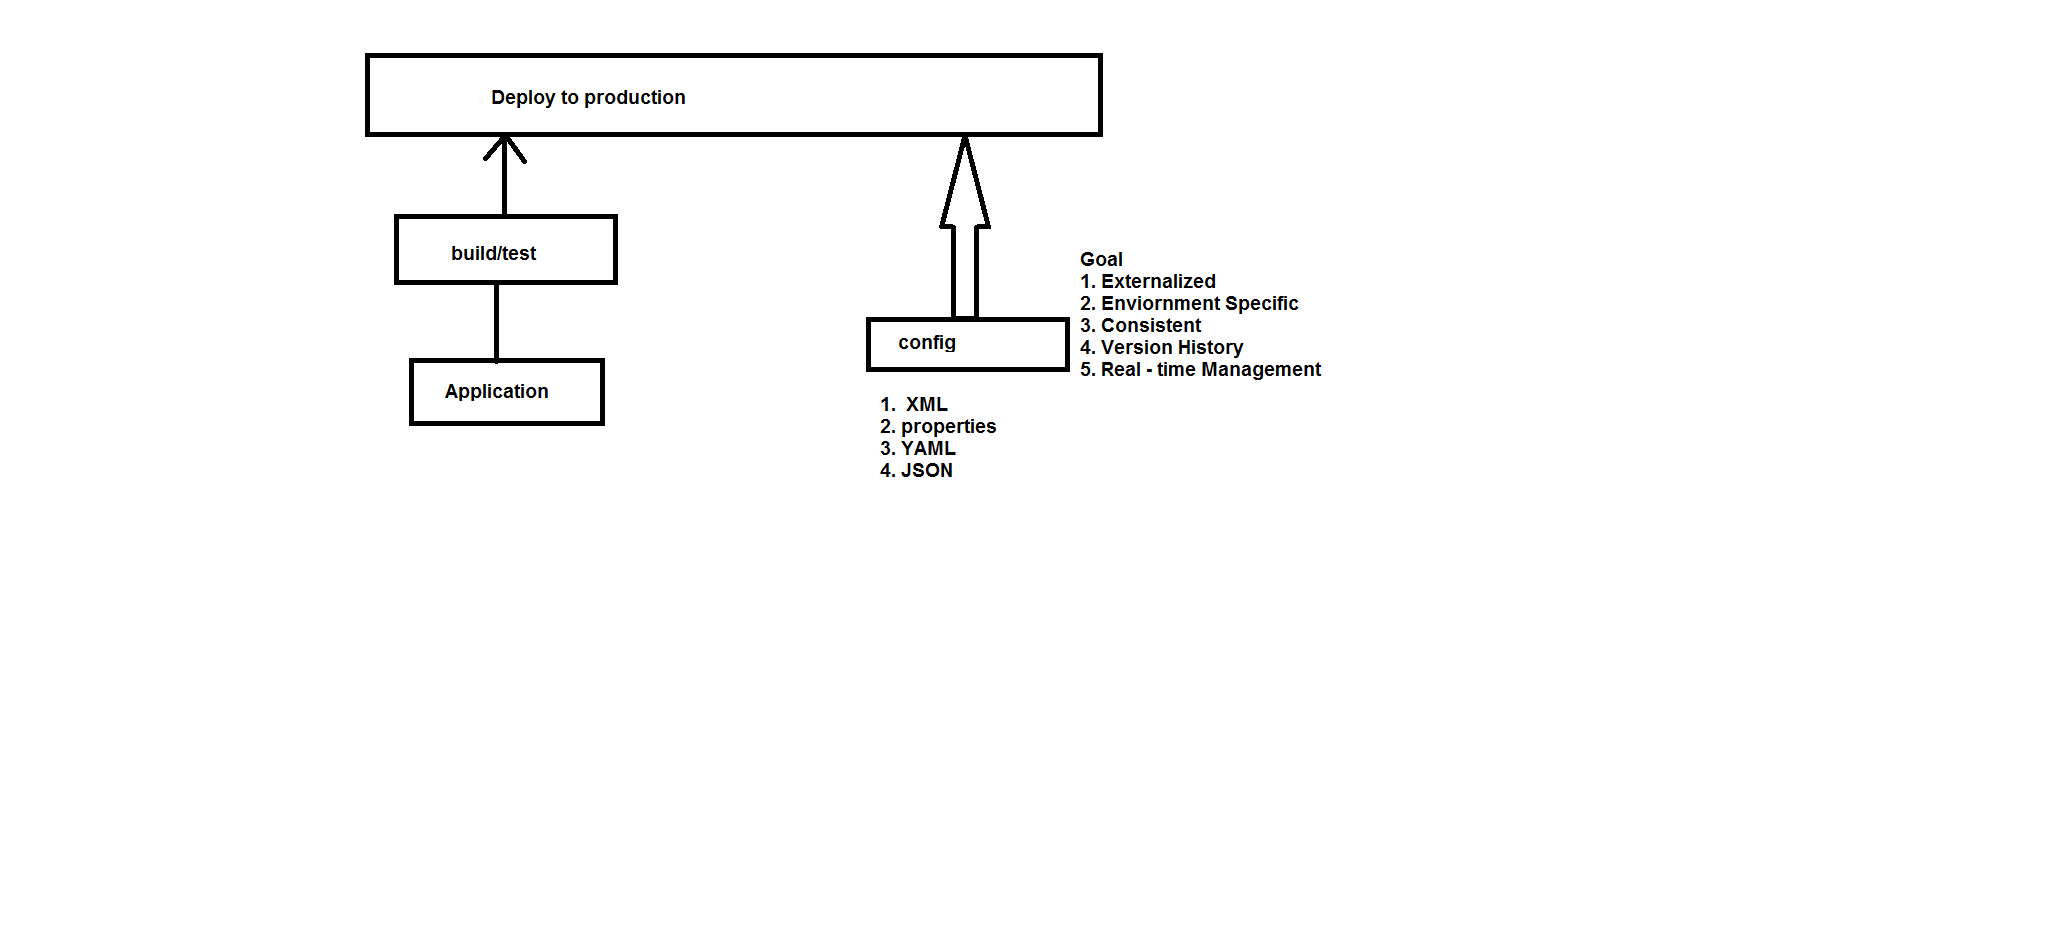 Deploy to production
build/test
Application
config
Goal
1. Externalized
2. Enviornment Specific
3. Consistent
4. Version History
5. Real - time Management
1. XML
2. properties
3. YAML
4. JSON